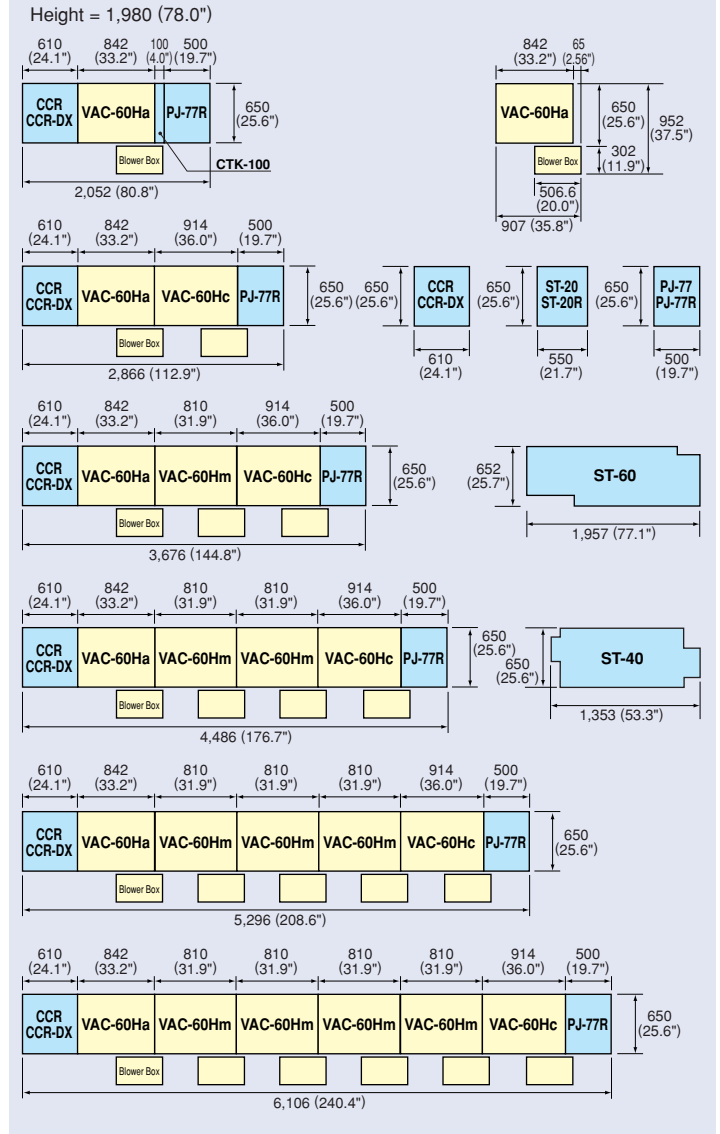 Height = 1,980 (78.0")
610 842 100 500
(24.1") (33.2") (4.0") (19.7")
CCR
CCR-DX
VAC-60Ha
PJ-77R
650
(25.6")
Blower Box
CTK-100
2,052 (80.8")
842 65
(33.2") (2.56")
VAC-60Ha
650
(25.6")
952
(37.5")
Blower Box
302
(11.9")
506.6
(20.0")
907 (35.8")
610 842 914 500
(24.1") (33.2") (36.0") (19.7")
CCR
CCR-DX
VAC-60Ha
VAC-60Hc
PJ-77R
650
(25.6")
Blower Box
2,866 (112.9")
650
(25.6")
CCR
CCR-DX
610
(24.1")
650
(25.6")
ST-20
ST-20R
550
(21.7")
650
(25.6")
PJ-77
PJ-77R
500
(19.7")
610 842 810 914 500
(24.1") (33.2") (31.9") (36.0") (19.7")
CCR
CCR-DX
VAC-60Ha
VAC-60Hm
VAC-60Hc
PJ-77R
650
(25.6")
Blower Box
3,676 (144.8")
652
(25.7")
ST-60
1,957 (77.1")
610 842 810 810 914 500
(24.1") (33.2") (31.9") (31.9") (36.0") (19.7")
CCR
CCR-DX
VAC-60Ha
VAC-60Hm
VAC-60Hm
VAC-60Hc
PJ-77R
650
(25.6")
Blower Box
4,486 (176.7")
650
(25.6")
ST-40
1,353 (53.3")
610 842 810 810 810 914 500
(24.1") (33.2") (31.9") (31.9") (31.9") (36.0") (19.7")
CCR
CCR-DX
VAC-60Ha
VAC-60Hm
VAC-60Hm
VAC-60Hm
VAC-60Hc
PJ-77R
650
(25.6")
Blower Box
5,296 (208.6")
610 842 810 810 810 810 914 500
(24.1") (33.2") (31.9") (31.9") (31.9") (31.9") (36.0") (19.7")
CCR
CCR-DX
VAC-60Ha
VAC-60Hm
VAC-60Hm
VAC-60Hm
VAC-60Hm
VAC-60Hc
PJ-77R
650
(25.6")
Blower Box
6,106 (240.4")